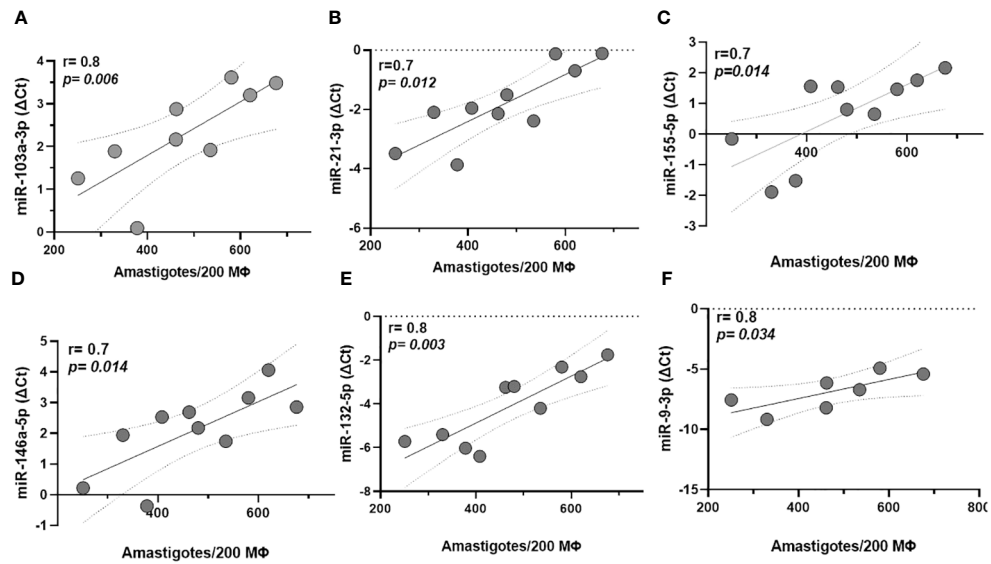 A
r= 0.8
p= 0.006
miR-103a-3p (ΔCt)
4
3
2
1
0
200
400
600
Amastigotes/200 MΦ
B
r=0.7
p= 0.012
miR-21-3p (ΔCt)
0
-2
-4
-6
200
400
600
Amastigotes/200 MΦ
C
r=0.7
p=0.014
miR-155-5p (ΔCt)
3
2
1
0
-1
-2
-3
400
600
Amastigotes/200 MΦ
D
r= 0.7
p= 0.014
miR-146a-5p (ΔCt)
5
4
3
2
1
0
-1
400
600
Amastigotes/200 MΦ
E
r= 0.8
p= 0.003
miR-132-5p (ΔCt)
0
-2
-4
-6
-8
200
400
600
Amastigotes/200 MΦ
F
r= 0.8
p= 0.034
miR-9-3p (ΔCt)
0
-5
-10
-15
200
400
600
80
Amastigotes/200 MΦ